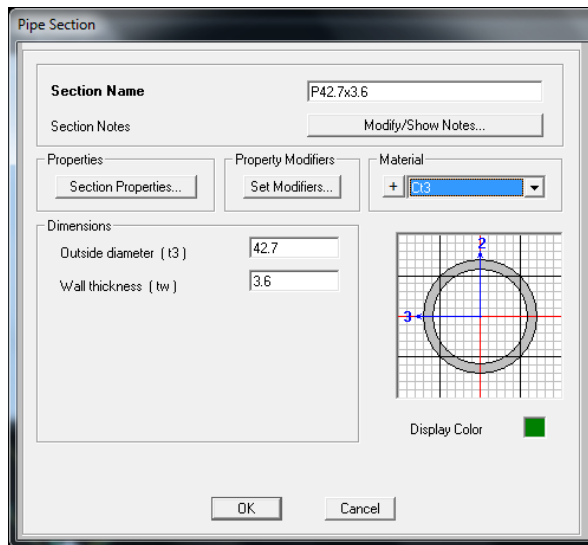 Pipe Section
Section Name
P42.7x3.6
Section Notes
Modify/Show Notes...
Properties
Section Properties...
Property Modifiers
Set Modifiers...
Material
+
Ct3
Dimensions
Outside diameter ( t3 )
42.7
Wall thickness ( tw )
3.6
2
3
Display Color
OK
Cancel